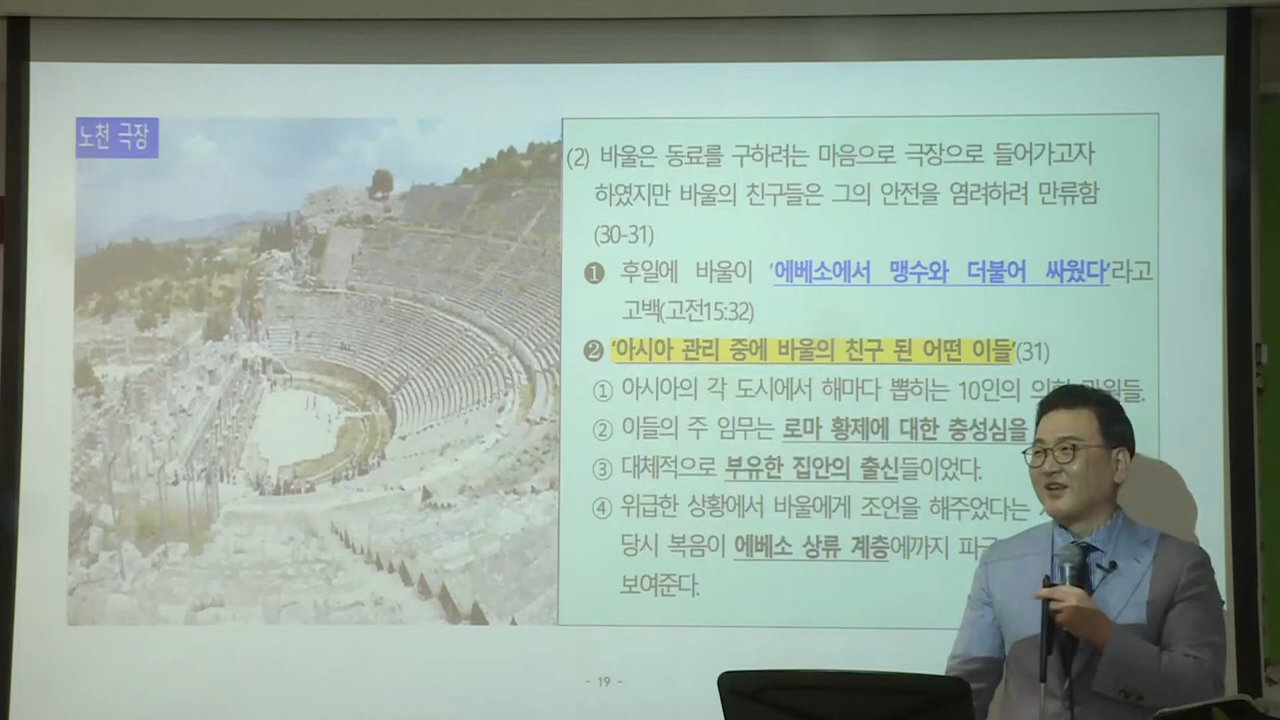 노천 극장
(2) 바울은 동료를 구하려는 마음으로 극장으로 들어가고자
하였지만 바울의 친구들은 그의 안전을 염려하려 만류함
(30-31)
❶ 후일에 바울이 '에베소에서 맹수와 더불어 싸웠다'라고
고백(고전15:32)
❷ '아시아 관리 중에 바울의 친구 된 어떤 이들'(31)
① 아시아의 각 도시에서 해마다 뽑히는 10인의
② 이들의 주 임무는 로마 황제에 대한 충성심을
③ 대체적으로 부유한 집안의 출신들이었다.
④ 위급한 상황에서 바울에게 조언을 해주었다는
당시 복음이 에베소 상류 계층에까지
보여준다.
- 19 -